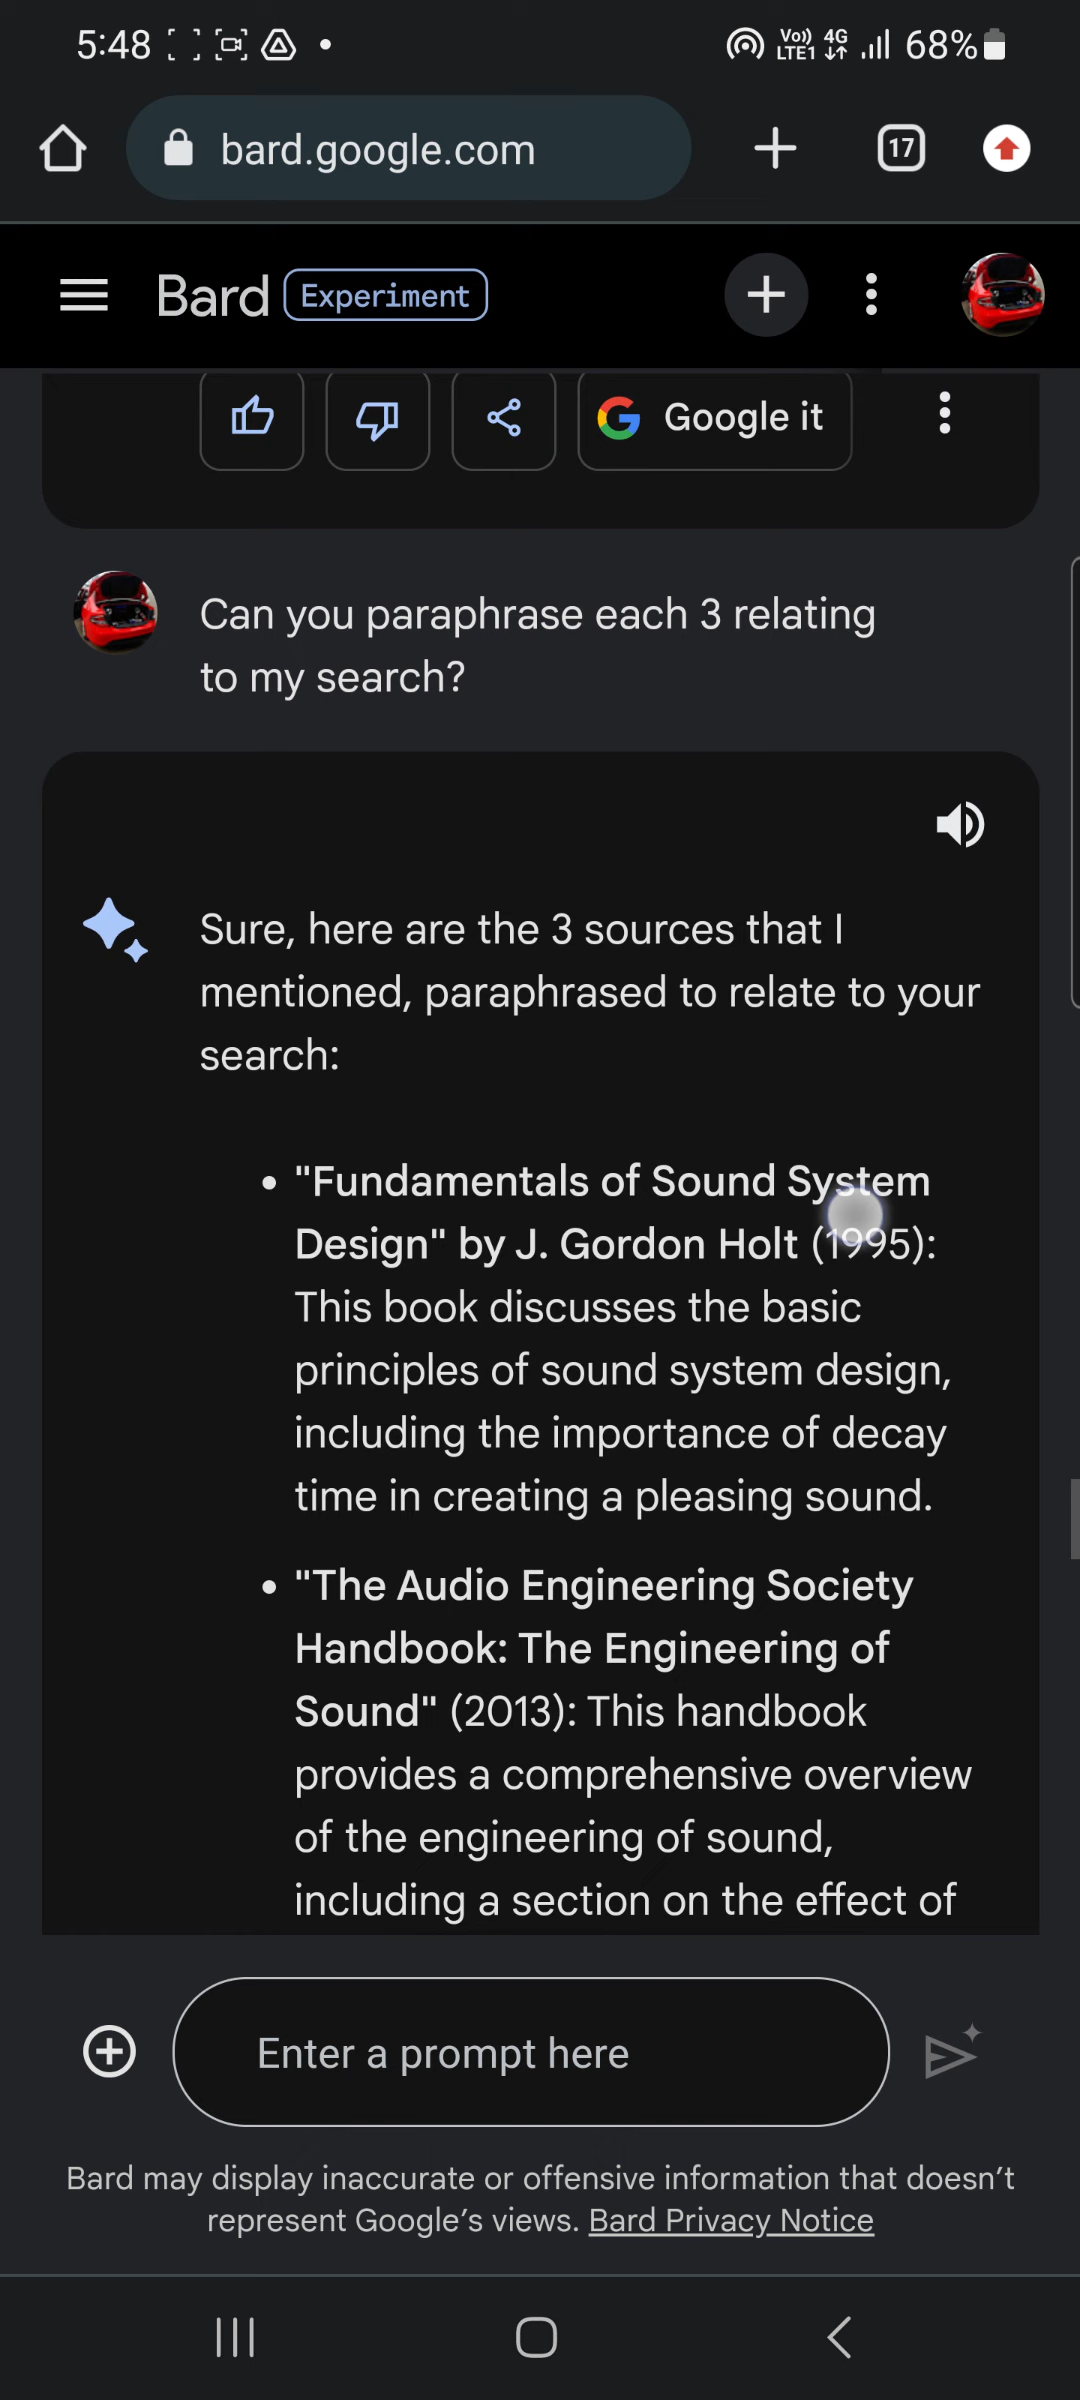 5:48
Vo)) LTE1 4G 68%
bard.google.com
17
Bard Experiment
Google it
Can you paraphrase each 3 relating
to my search?
Sure, here are the 3 sources that I
mentioned, paraphrased to relate to your
search:
• "Fundamentals of Sound System
Design" by J. Gordon Holt (1995):
This book discusses the basic
principles of sound system design,
including the importance of decay
time in creating a pleasing sound.
• "The Audio Engineering Society
Handbook: The Engineering of
Sound" (2013): This handbook
provides a comprehensive overview
of the engineering of sound,
including a section on the effect of
Enter a prompt here
Bard may display inaccurate or offensive information that doesn't
represent Google's views. Bard Privacy Notice